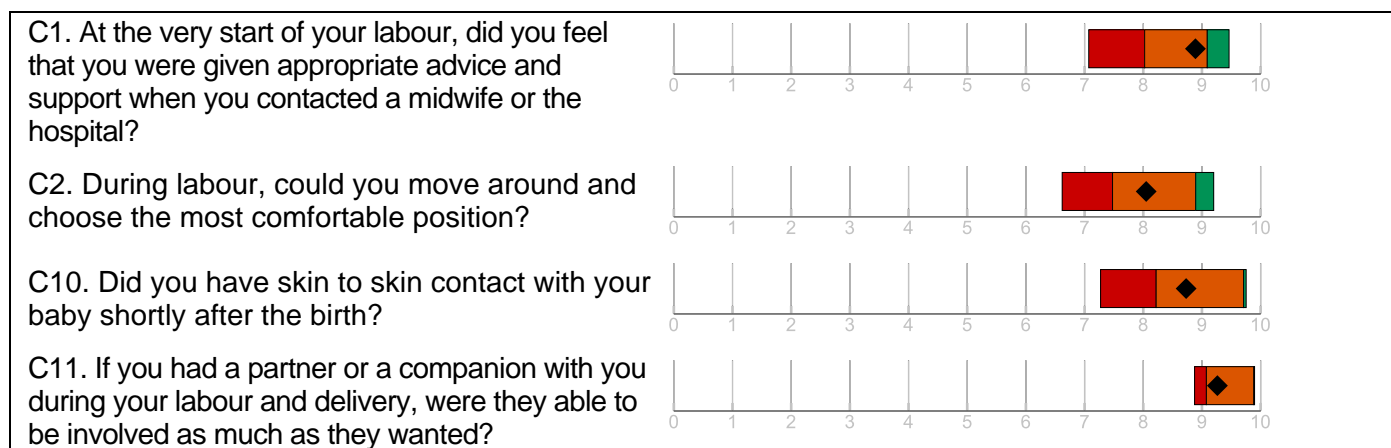 C1. At the very start of your labour, did you feel
that you were given appropriate advice and
support when you contacted a midwife or the
hospital?
0 1 2 3 4 5 6 7 8 9 10
C2. During labour, could you move around and
choose the most comfortable position?
0 1 2 3 4 5 6 7 8 9 10
C10. Did you have skin to skin contact with your
baby shortly after the birth?
0 1 2 3 4 5 6 7 8 9 10
C11. If you had a partner or a companion with you
during your labour and delivery, were they able to
be involved as much as they wanted?
0 1 2 3 4 5 6 7 8 9 10